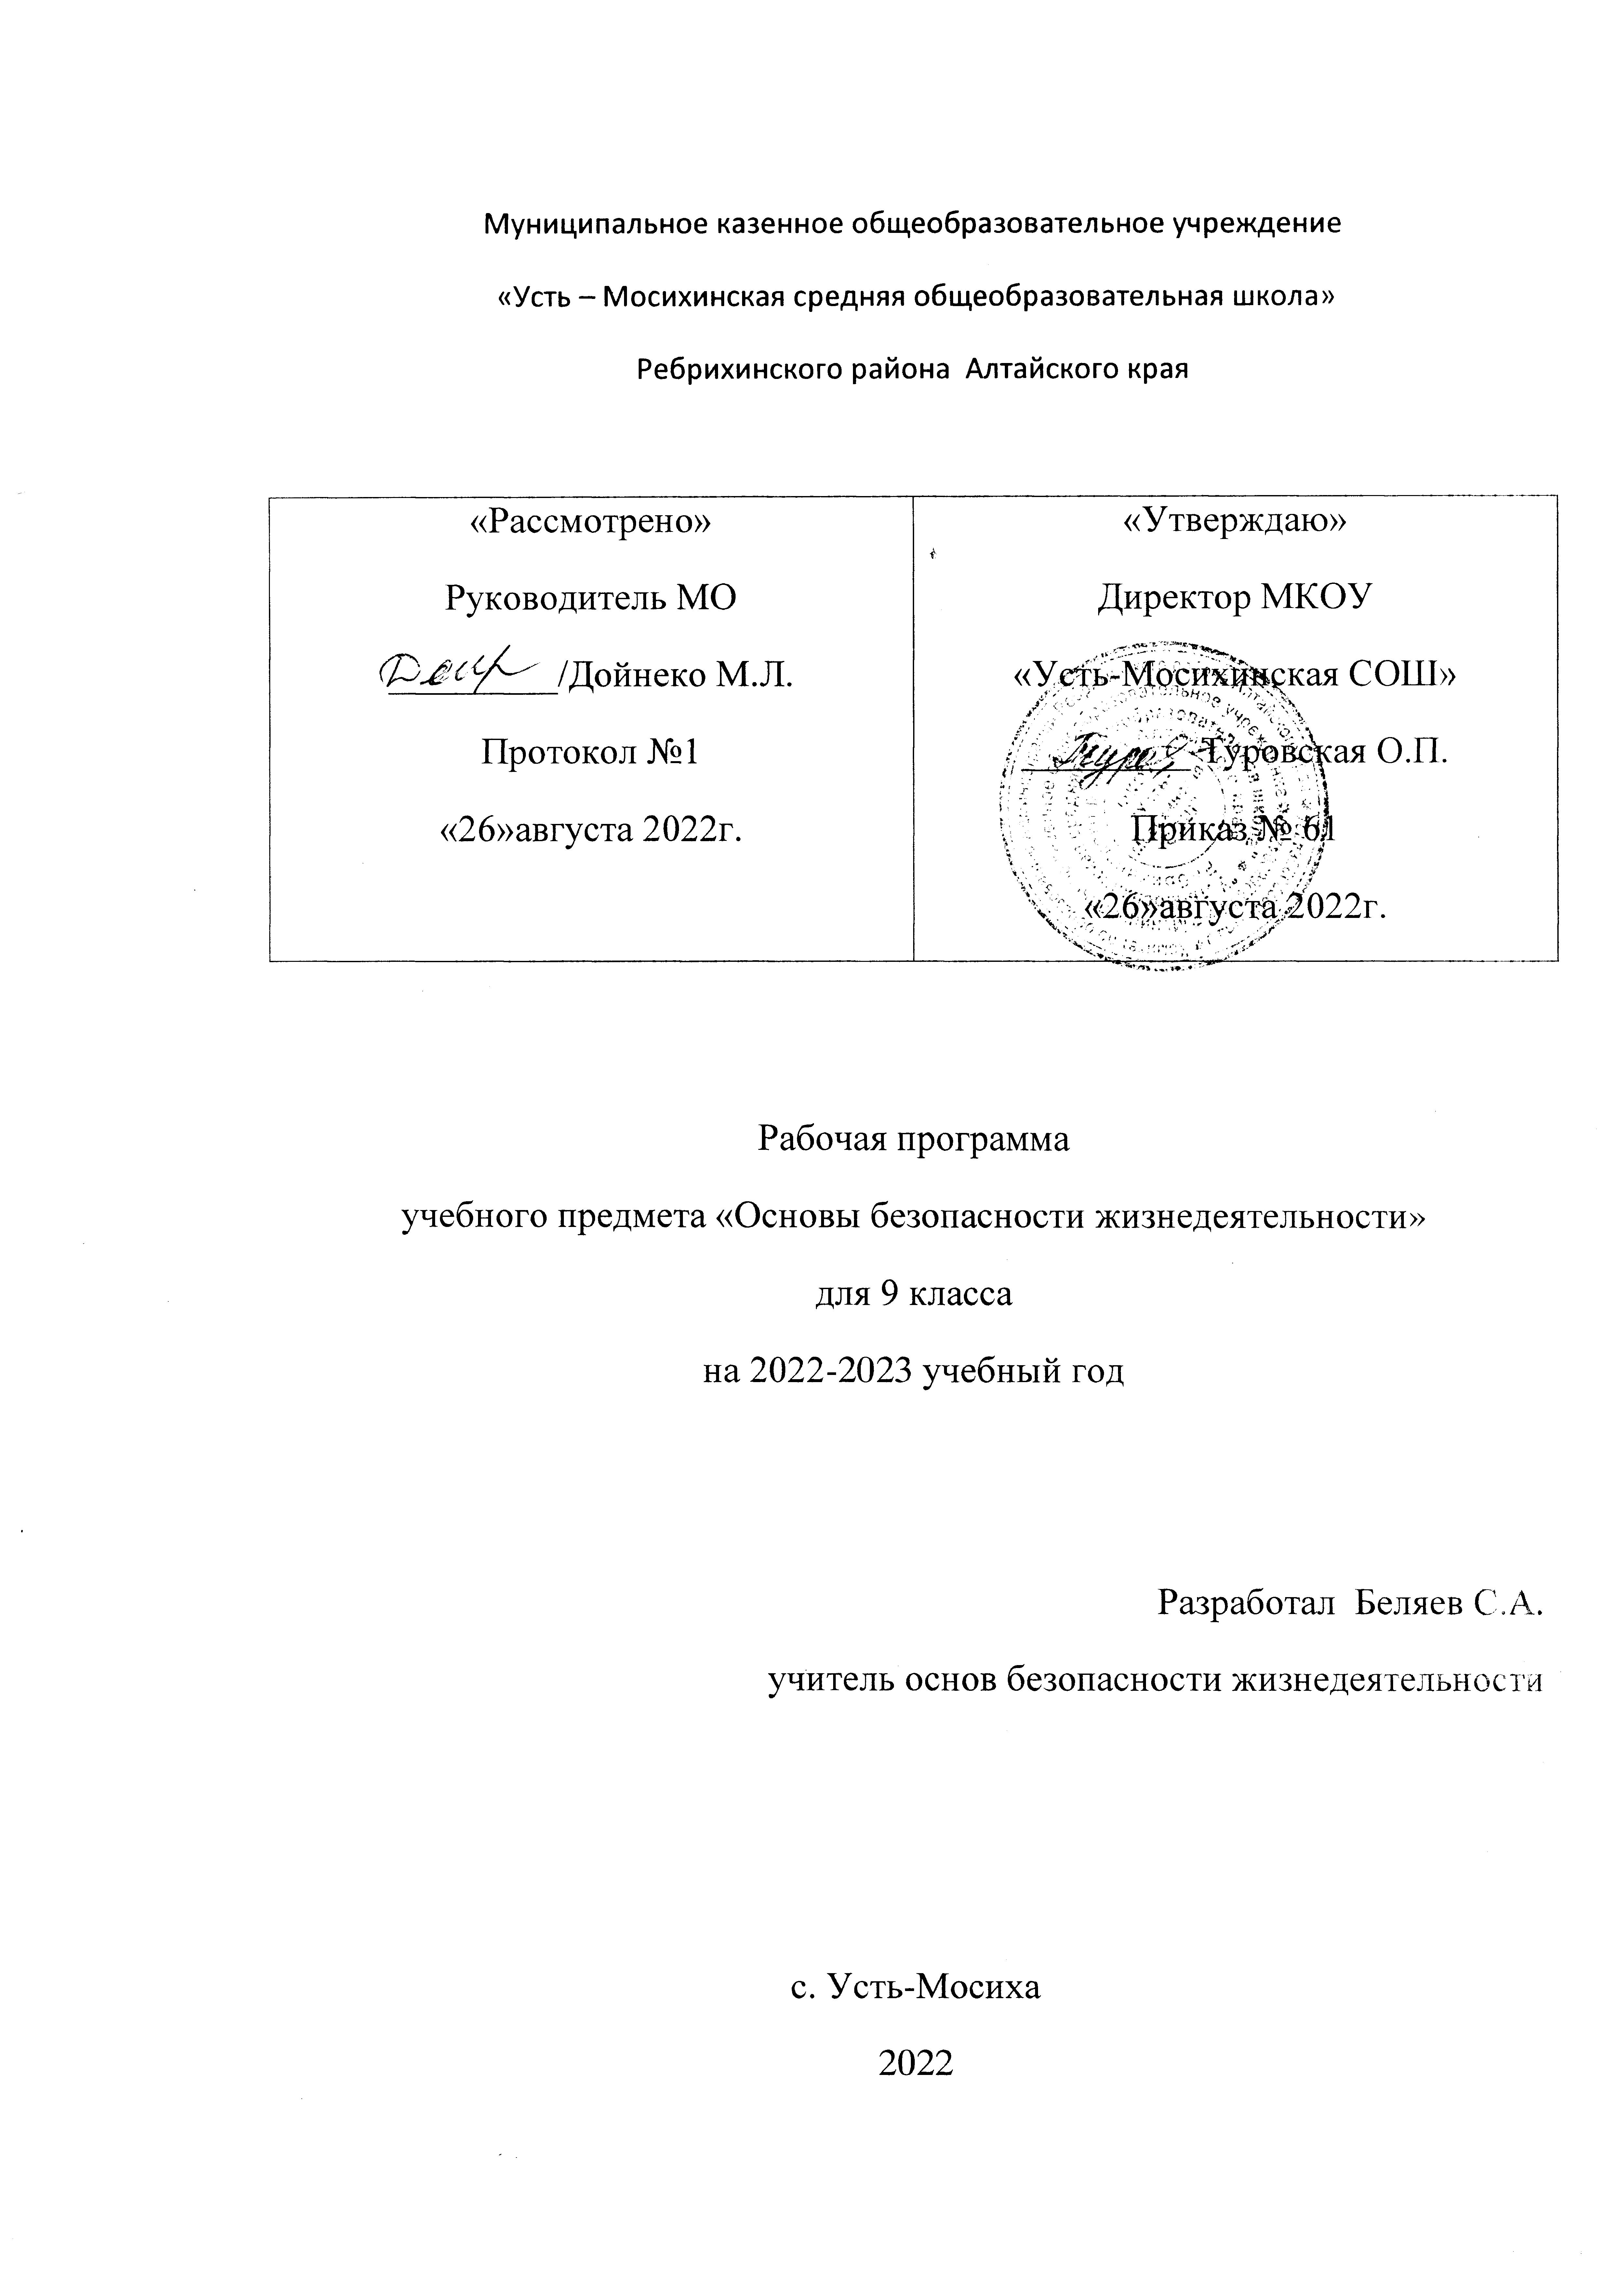 Муниципальное казенное общеобразовательное учреждение
«Усть – Мосихинская средняя общеобразовательная школа»
Ребрихинского района Алтайского края
«Рассмотрено»
Руководитель МО
/Дойнеко М.Л.
Протокол №1
«26»августа 2022г.
«Утверждаю»
Директор МКОУ
«Усть-Мосихинская СОШ»
Туровская О.П.
Приказ № 61
«26»августа 2022г.
Рабочая программа
учебного предмета «Основы безопасности жизнедеятельности»
для 9 класса
на 2022-2023 учебный год
Разработал Беляев С.А.
учитель основ безопасности жизнедеятельности
с. Усть-Мосиха
2022